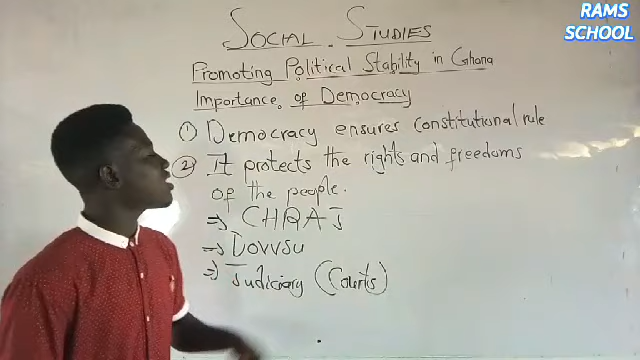 RAMS
SCHOOL
SOCIAL STUDIES
Promoting Political Stability in Ghana
Importance of Democracy
① Democracy ensures constitutional rule
② It protects the rights and freedoms
of the people.
⇒ CHRAJ
⇒ Dovvsu
⇒ Judiciary (Courts)